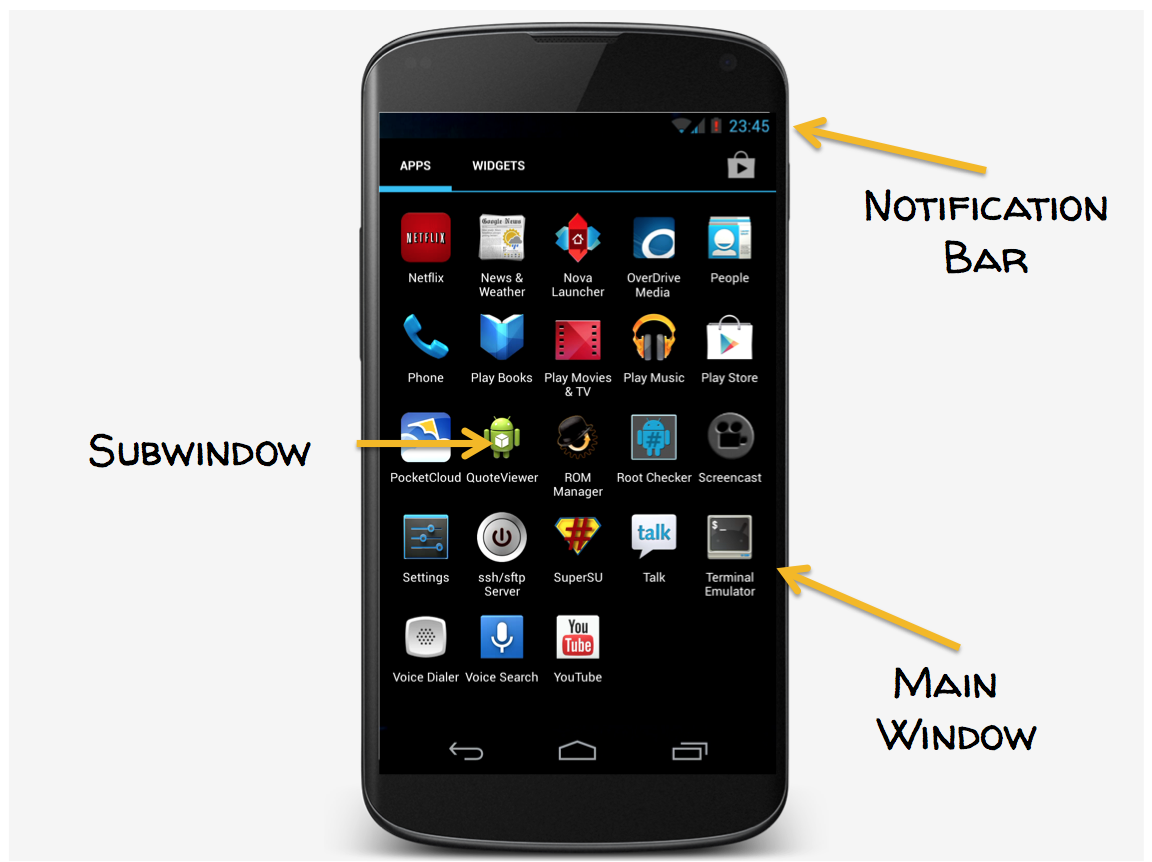 23:45
APPS WIDGETS
NOTIFICATION
BAR
NETFLIX Google News
Netflix News & Nova OverDrive People
Weather Launcher Media
Phone Play Books Play Movies Play Music Play Store
& TV
SUBWINDOW
#
PocketCloud QuoteViewer ROM Root Checker Screencast
Manager
# talk $_
Settings ssh/sftp SuperSU Talk Terminal
Server Emulator
You
Tube
Voice Dialer Voice Search YouTube
MAIN
WINDOW